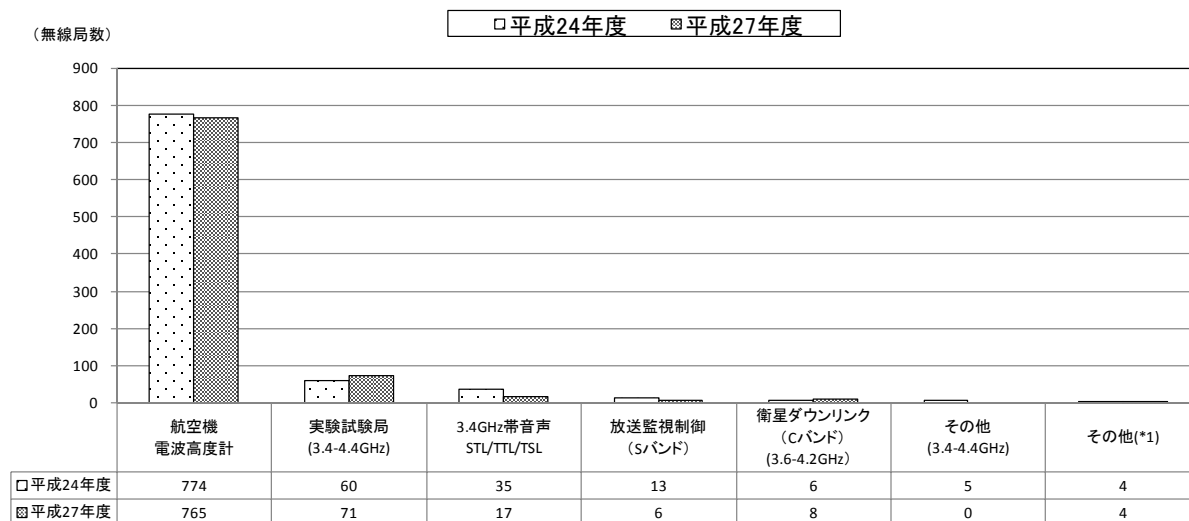 □平成24年度 ▩平成27年度
(無線局数)
900
800
700
600
500
400
300
200
100
0
航空機
電波高度計
実験試験局
(3.4-4.4GHz)
3.4GHz帯音声
STL/TTL/TSL
放送監視制御
(Sバンド)
衛星ダウンリンク
(Cバンド)
(3.6-4.2GHz)
その他
(3.4-4.4GHz)
その他(*1)
□平成24年度 774 60 35 13 6 5 4
▩平成27年度 765 71 17 6 8 0 4